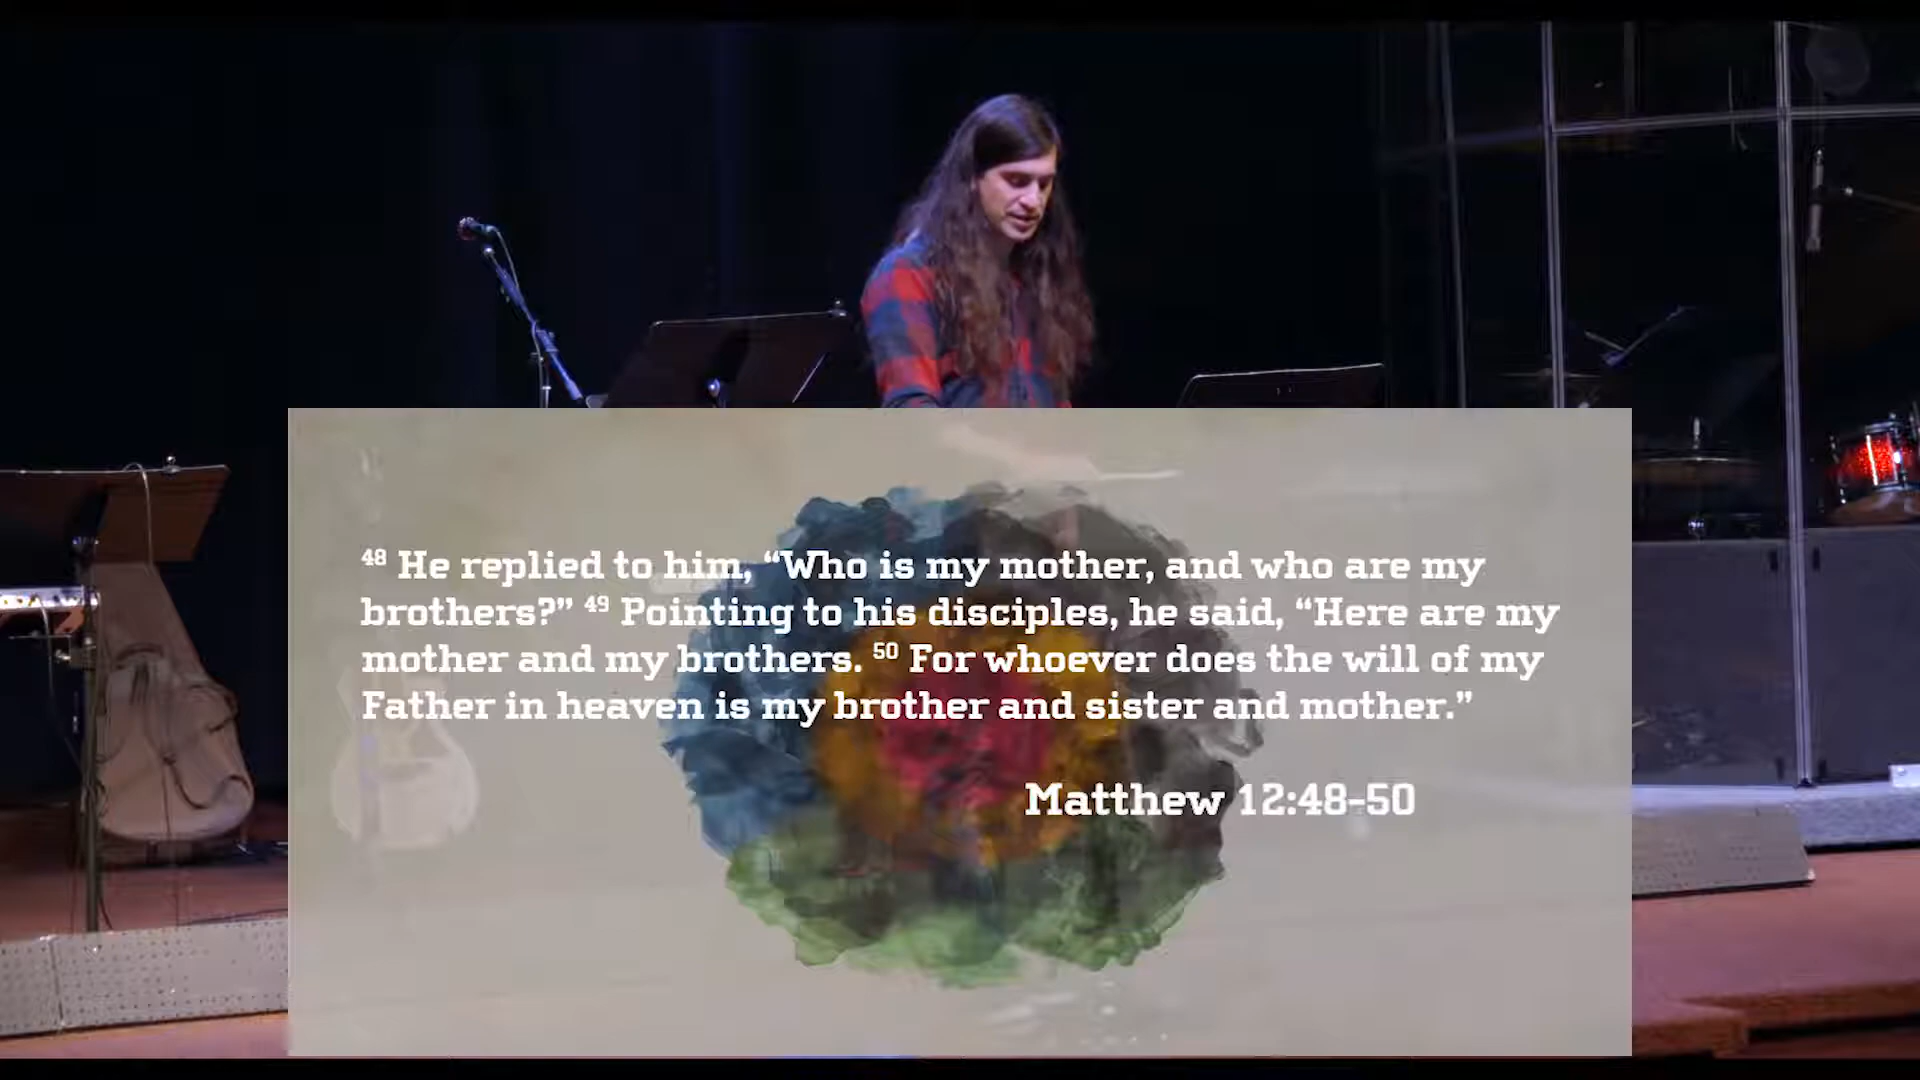 48 He replied to him, “Who is my mother, and who are my
brothers?” 49 Pointing to his disciples, he said, “Here are my
mother and my brothers. 50 For whoever does the will of my
Father in heaven is my brother and sister and mother.”
Matthew 12:48-50